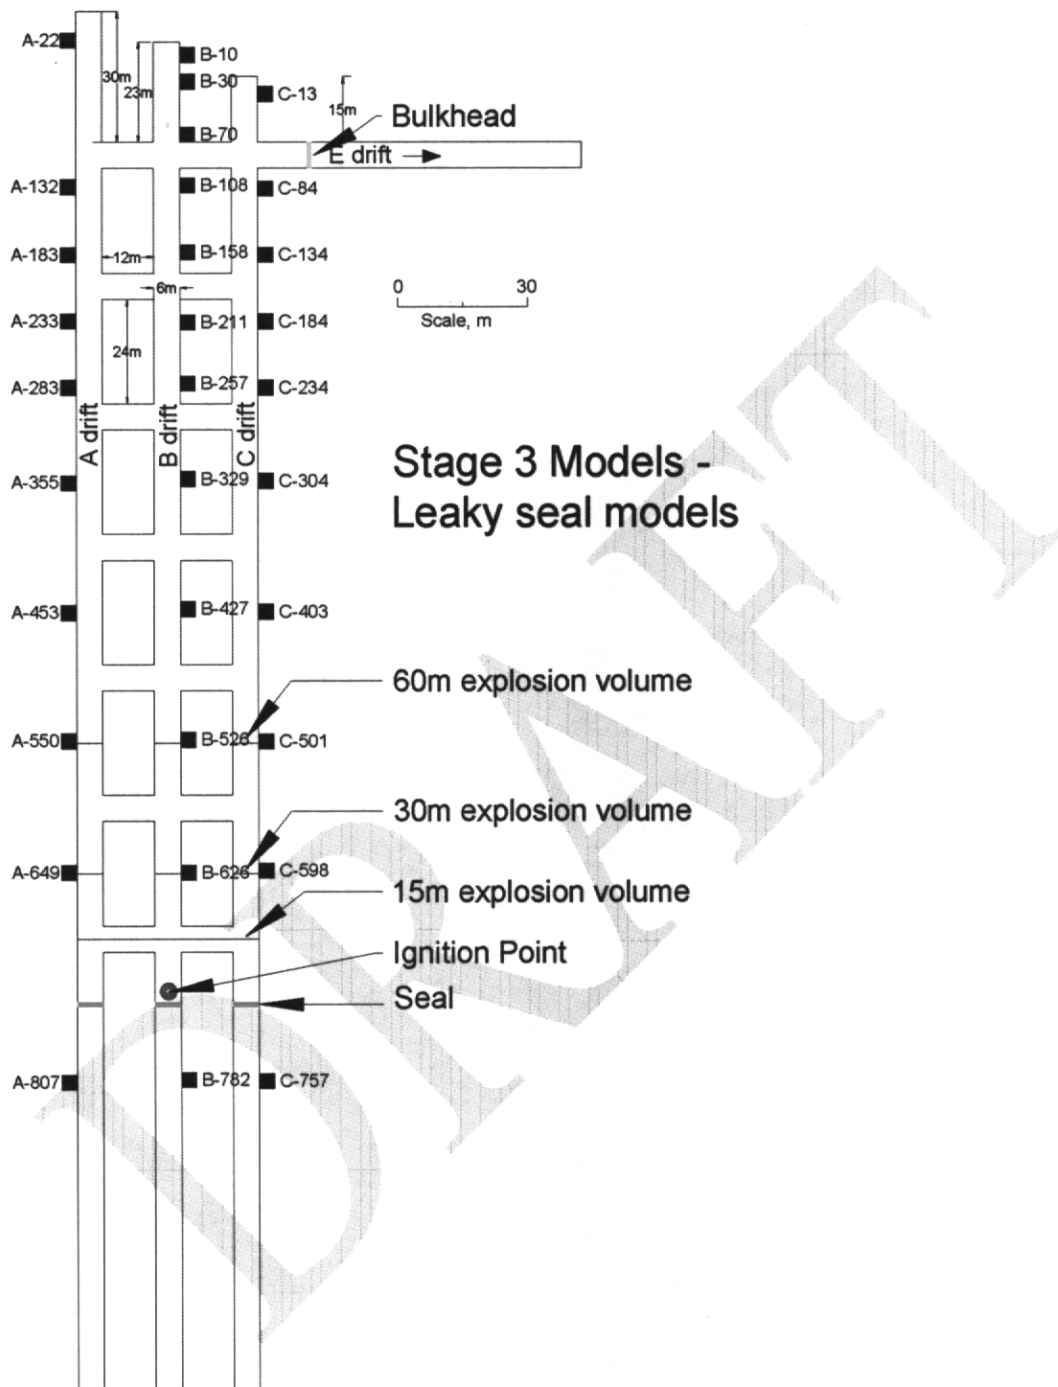 A-22
B-10
30m
B-30
23m
C-13
15m
B-70
Bulkhead
E drift
A-132
B-108
C-84
A-183
12m
B-158
C-134
6m
0 30
Scale, m
A-233
B-211
C-184
24m
A-283
B-257
C-234
A drift
B drift
C drift
Stage 3 Models -
Leaky seal models
A-355
B-329
C-304
A-453
B-427
C-403
60m explosion volume
A-550
B-526
C-501
30m explosion volume
A-649
B-626
C-598
15m explosion volume
Ignition Point
Seal
A-807
B-782
C-757
DRAFT